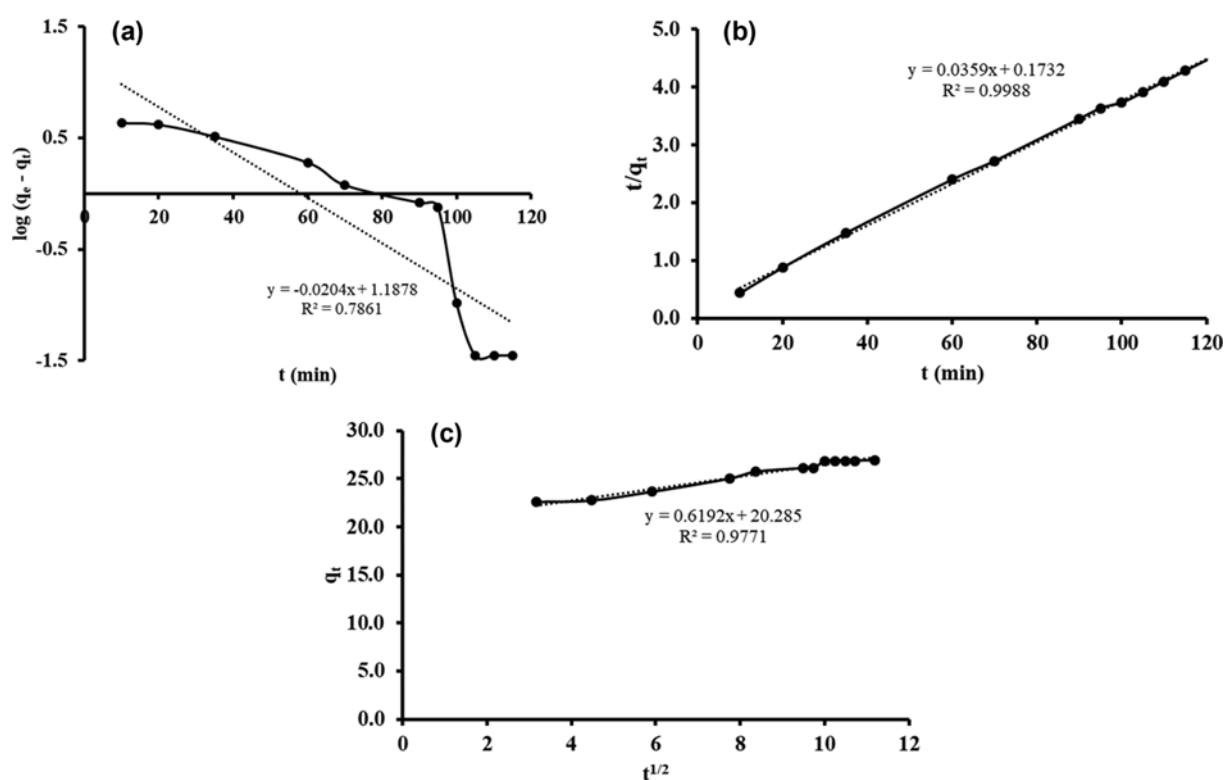 (a)
1.5
0.5
-0.5
-1.5
0
20
40
60
80
100
120
log (qₑ - qₜ)
y = -0.0204x + 1.1878
R² = 0.7861
t (min)
(b)
5.0
4.0
3.0
2.0
1.0
0.0
t/qₜ
y = 0.0359x + 0.1732
R² = 0.9988
0
20
40
60
80
100
120
t (min)
(c)
30.0
25.0
20.0
15.0
10.0
5.0
0.0
qₜ
y = 0.6192x + 20.285
R² = 0.9771
0
2
4
6
8
10
12
t¹/²